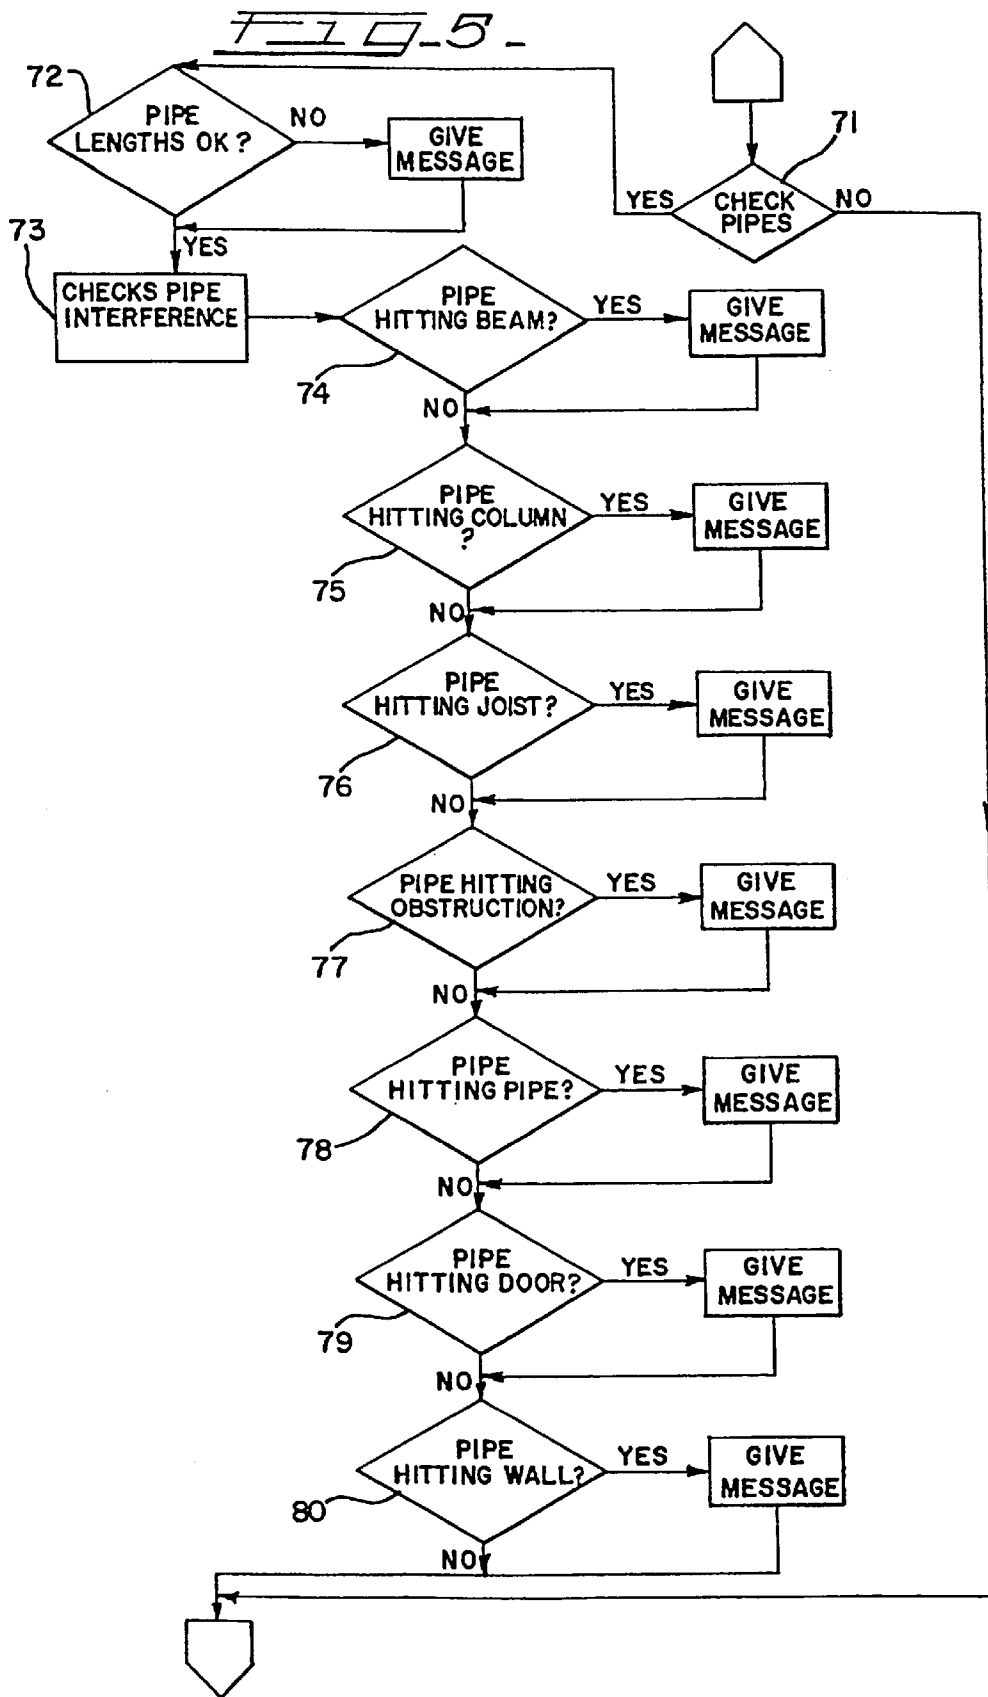 Fig-5-
72
PIPE
LENGTHS OK?
NO
GIVE
MESSAGE
YES
71
CHECK
PIPES
YES
NO
73
CHECKS PIPE
INTERFERENCE
PIPE
HITTING BEAM?
YES
GIVE
MESSAGE
74
NO
PIPE
HITTING COLUMN
?
YES
GIVE
MESSAGE
75
NO
PIPE
HITTING JOIST?
YES
GIVE
MESSAGE
76
NO
PIPE HITTING
OBSTRUCTION?
YES
GIVE
MESSAGE
77
NO
PIPE
HITTING PIPE?
YES
GIVE
MESSAGE
78
NO
PIPE
HITTING DOOR?
YES
GIVE
MESSAGE
79
NO
PIPE
HITTING WALL?
YES
GIVE
MESSAGE
80
NO